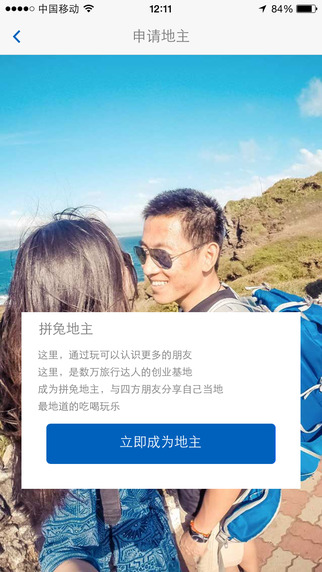 中国移动 12:11 84%
申请地主
拼兔地主
这里，通过玩可以认识更多的朋友
这里，是数万旅行达人的创业基地
成为拼兔地主，与四方朋友分享自己当地
最地道的吃喝玩乐
立即成为地主